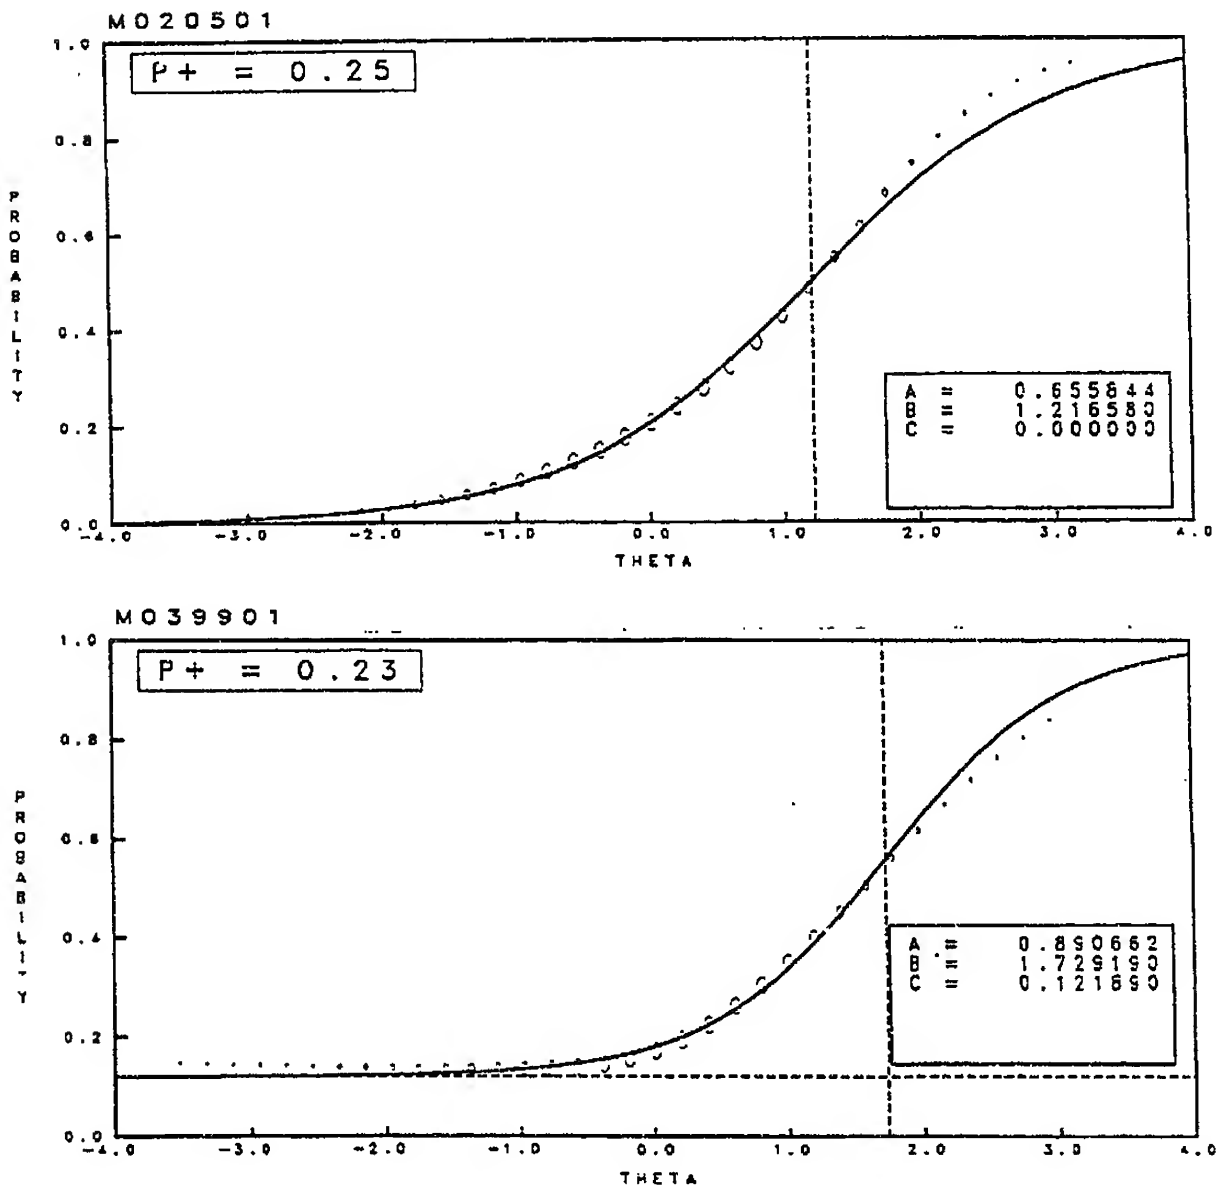 M020501
P+ = 0.25
1.0
0.8
0.6
0.4
0.2
0.0
PROBABILITY
A = 0.655844
B = 1.216580
C = 0.000000
-4.0 -3.0 -2.0 -1.0 0.0 1.0 2.0 3.0 4.0
THETA
M039901
P+ = 0.23
1.0
0.8
0.6
0.4
0.2
0.0
PROBABILITY
A = 0.890662
B = 1.729190
C = 0.121890
-4.0 -3.0 -2.0 -1.0 0.0 1.0 2.0 3.0 4.0
THETA